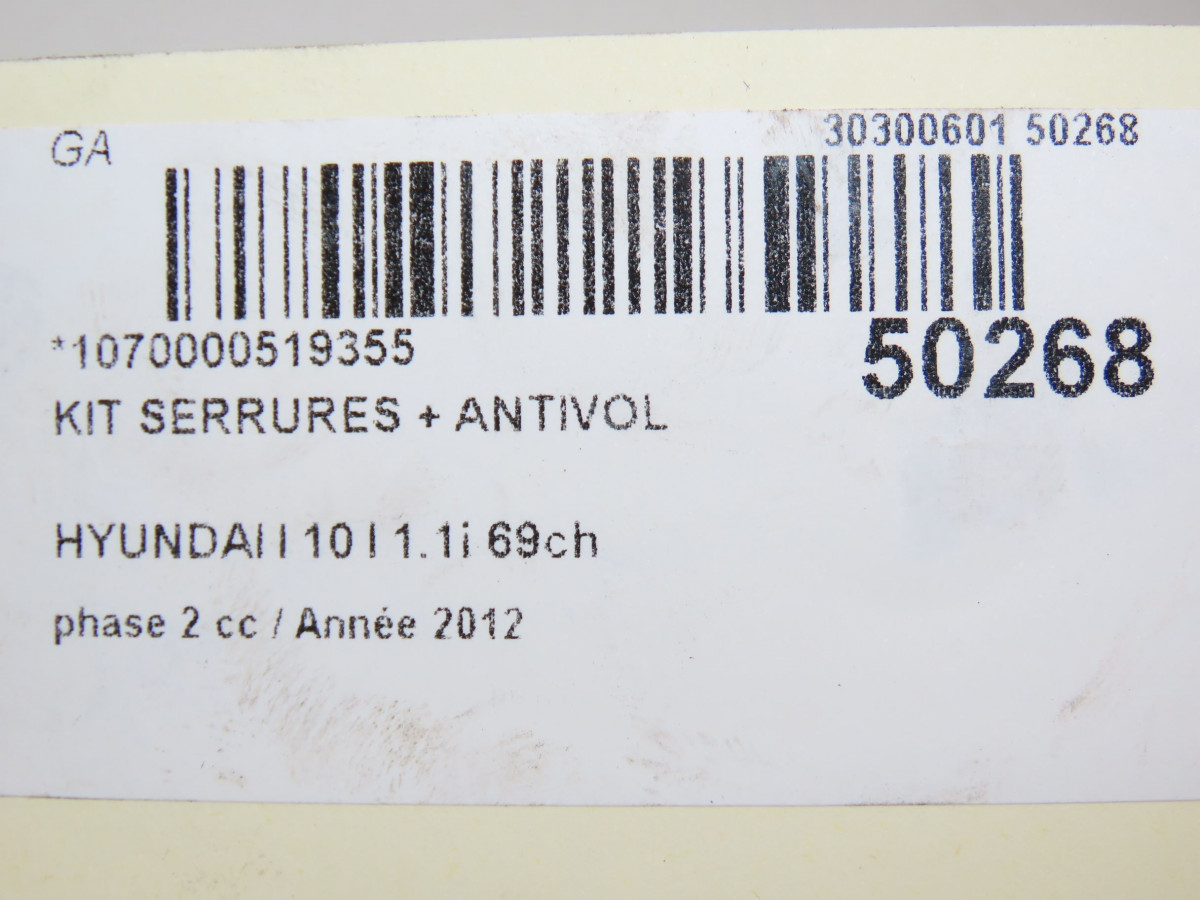 GA
30300601 50268
*1070000519355
50268
KIT SERRURES + ANTIVOL
HYUNDAI I 10 I 1.1i 69ch
phase 2 cc / Année 2012